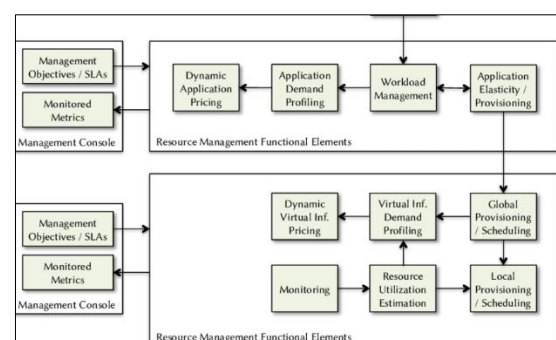 Management
Objectives / SLAs
Monitored
Metrics
Management Console
Dynamic
Application
Pricing
Application
Demand
Profiling
Workload
Management
Application
Elasticity /
Provisioning
Resource Management Functional Elements
Management
Objectives / SLAs
Monitored
Metrics
Management Console
Dynamic
Virtual Inf.
Pricing
Virtual Inf.
Demand
Profiling
Global
Provisioning
/ Scheduling
Monitoring
Resource
Utilization
Estimation
Local
Provisioning
/ Scheduling
Resource Management Functional Elements